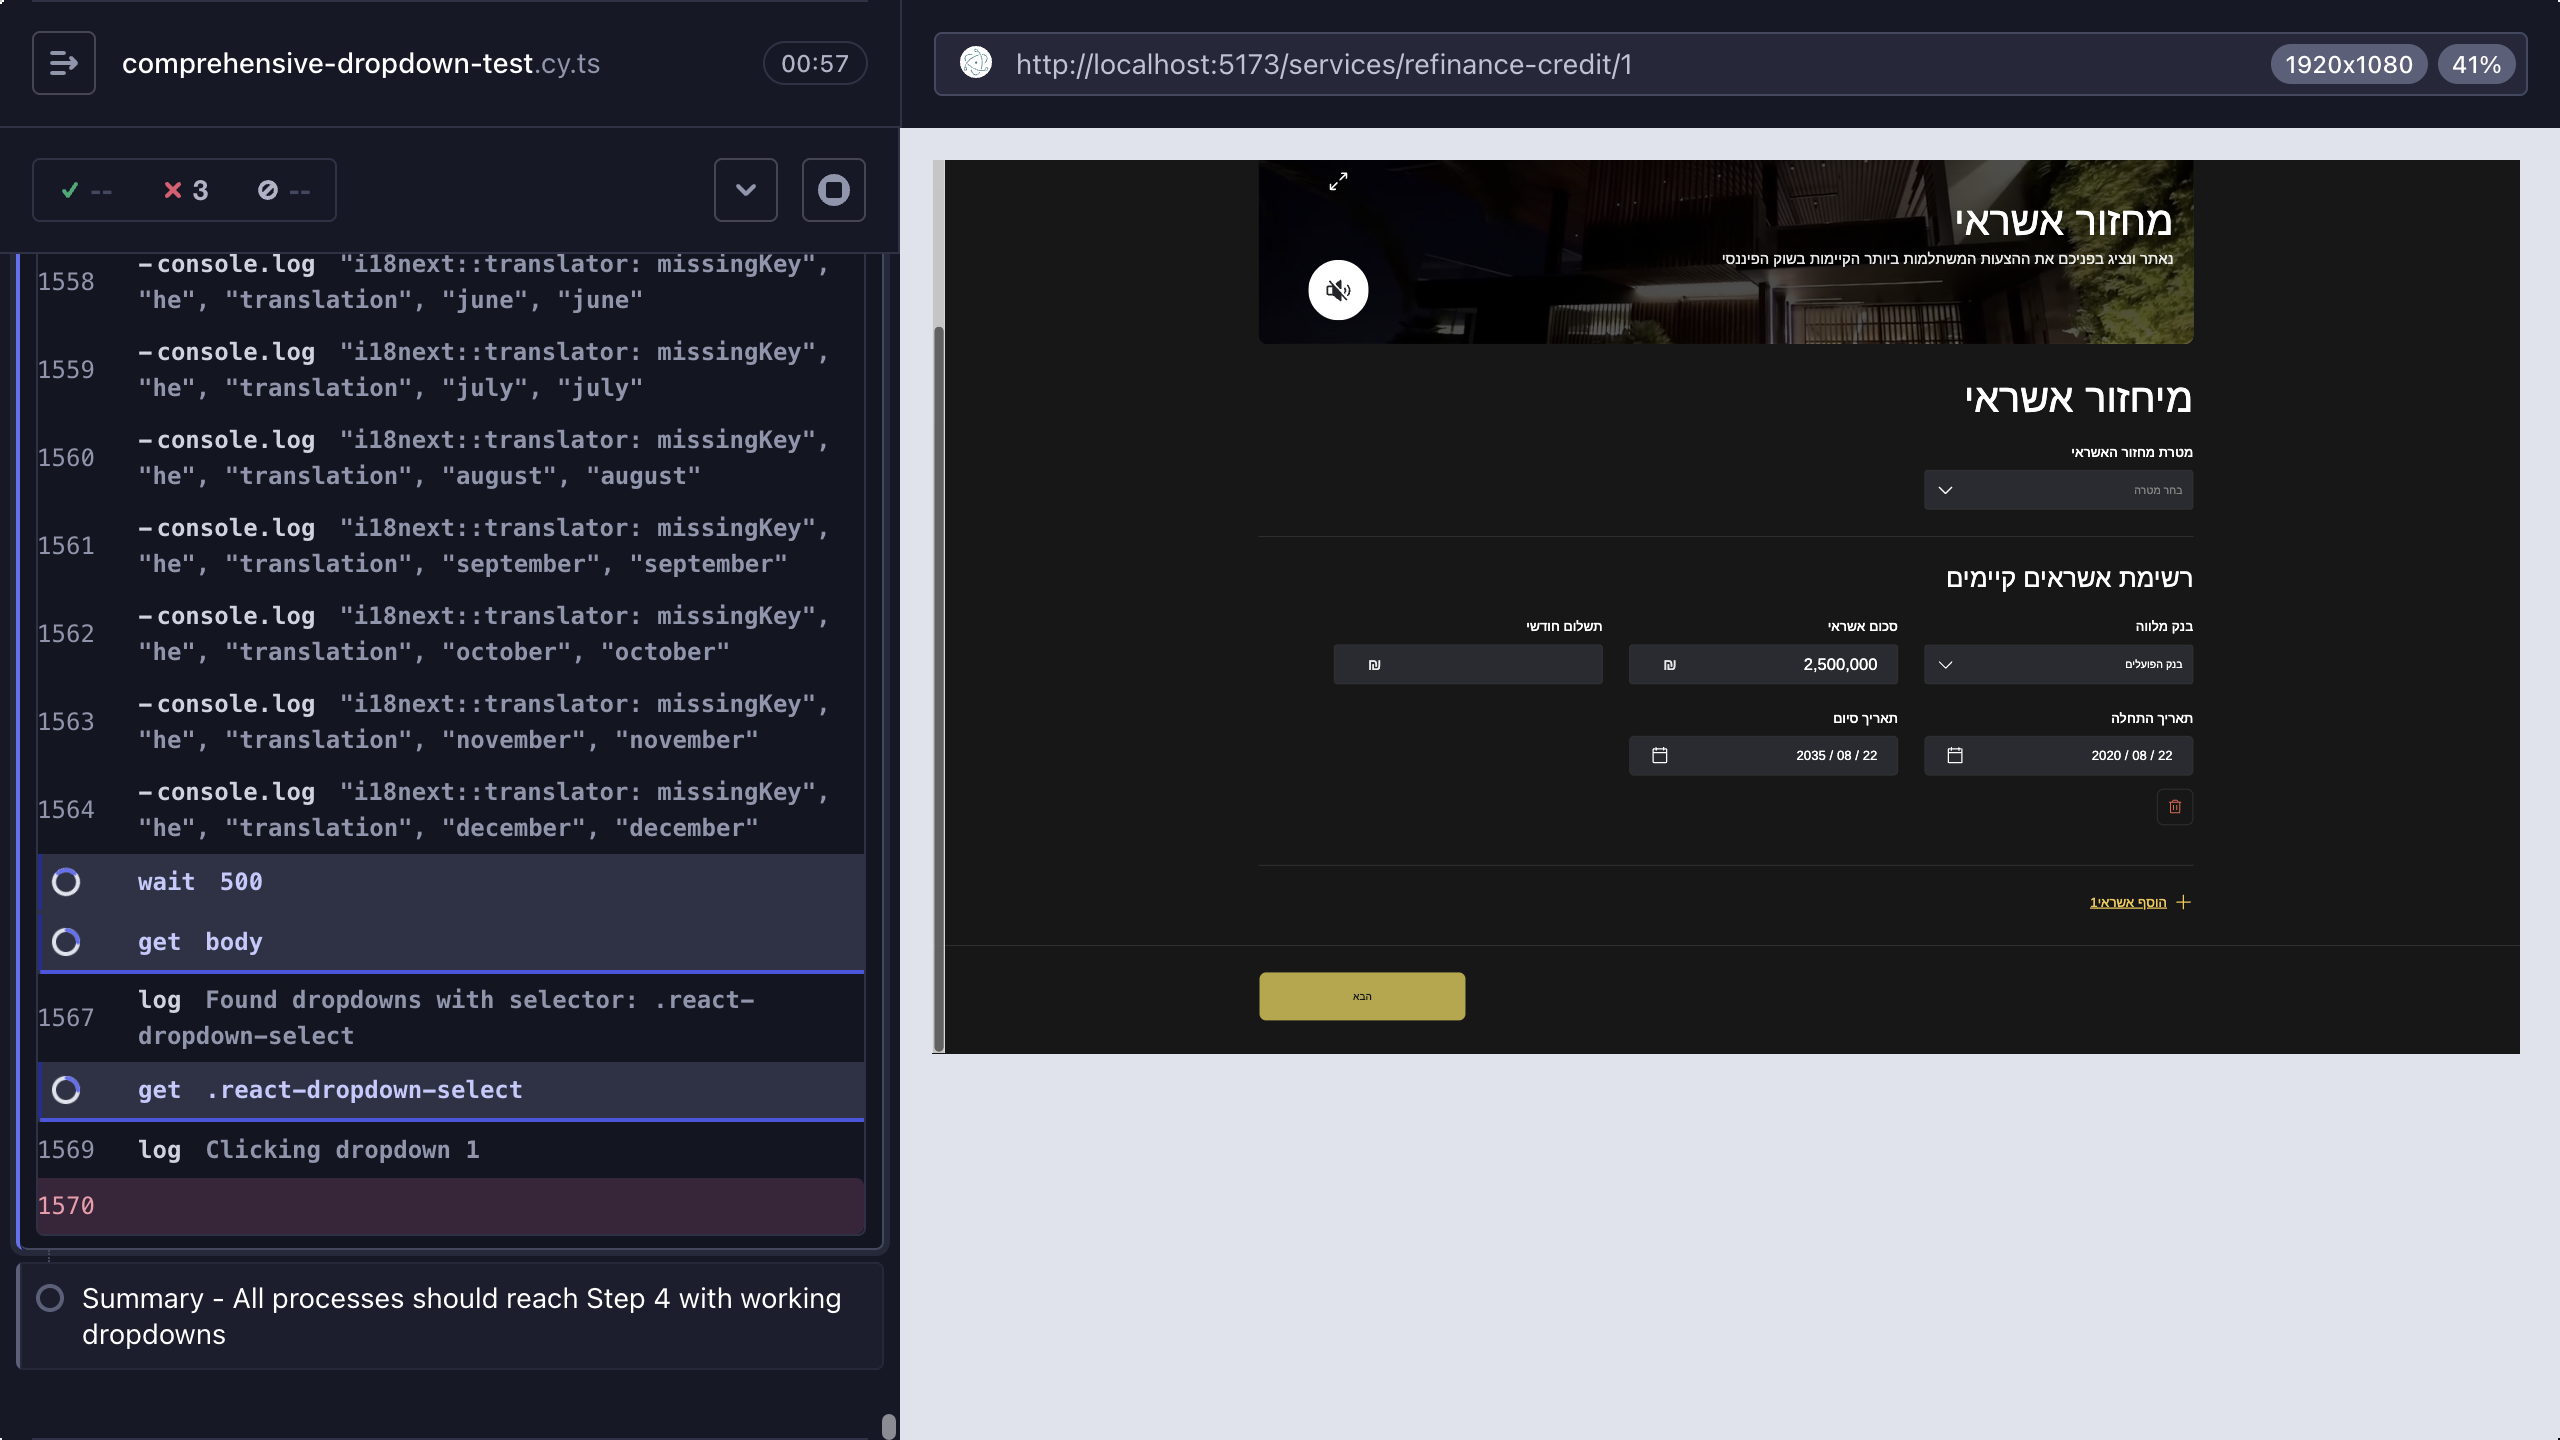 comprehensive-dropdown-test.cy.ts
00:57
--
3
--
1558 -console.log "i18next::translator: missingKey",
"he", "translation", "june", "june"
1559 -console.log "i18next::translator: missingKey",
"he", "translation", "july", "july"
1560 -console.log "i18next::translator: missingKey",
"he", "translation", "august", "august"
1561 -console.log "i18next::translator: missingKey",
"he", "translation", "september", "september"
1562 -console.log "i18next::translator: missingKey",
"he", "translation", "october", "october"
1563 -console.log "i18next::translator: missingKey",
"he", "translation", "november", "november"
1564 -console.log "i18next::translator: missingKey",
"he", "translation", "december", "december"
wait 500
get body
1567 log Found dropdowns with selector: .react-
dropdown-select
get .react-dropdown-select
1569 log Clicking dropdown 1
1570
Summary - All processes should reach Step 4 with working
dropdowns
http://localhost:5173/services/refinance-credit/1
1920x1080
41%
מחזור אשראי
נאתר ונציג בפניכם את ההצעות המשתלמות ביותר הקיימות בשוק הפיננסי
מיחזור אשראי
מטרת מחזור האשראי
בחר מטרה
רשימת אשראים קיימים
בנק מלווה
סכום אשראי
תשלום חודשי
בנק הפועלים
2,500,000
₪
₪
תאריך התחלה
תאריך סיום
2020 / 08 / 22
2035 / 08 / 22
הוסף אשראי1
הבא